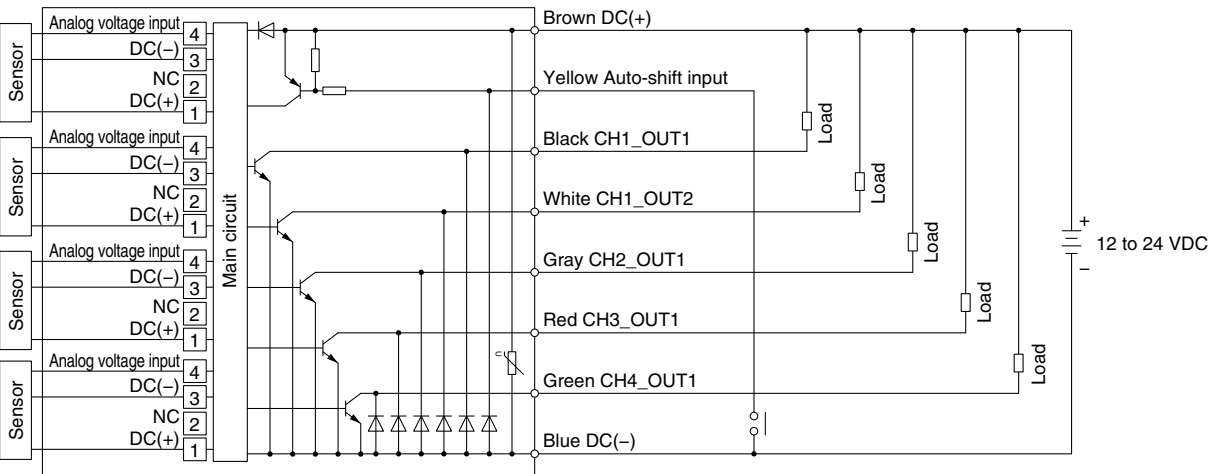 Sensor
Analog voltage input 4
DC(−) 3
NC 2
DC(+) 1
Sensor
Analog voltage input 4
DC(−) 3
NC 2
DC(+) 1
Sensor
Analog voltage input 4
DC(−) 3
NC 2
DC(+) 1
Sensor
Analog voltage input 4
DC(−) 3
NC 2
DC(+) 1
Main circuit
U
Brown DC(+)
Yellow Auto-shift input
Black CH1_OUT1
White CH1_OUT2
Gray CH2_OUT1
Red CH3_OUT1
Green CH4_OUT1
Blue DC(−)
Load
Load
Load
Load
Load
+
12 to 24 VDC
−